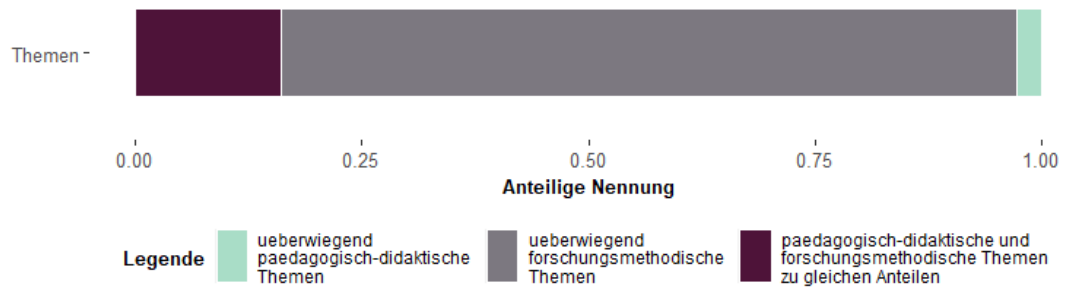 Themen
0.00 0.25 0.50 0.75 1.00
Anteilige Nennung
Legende
ueberwiegend
paedagogisch-didaktische
Themen
ueberwiegend
forschungsmethodische
Themen
paedagogisch-didaktische und
forschungsmethodische Themen
zu gleichen Anteilen